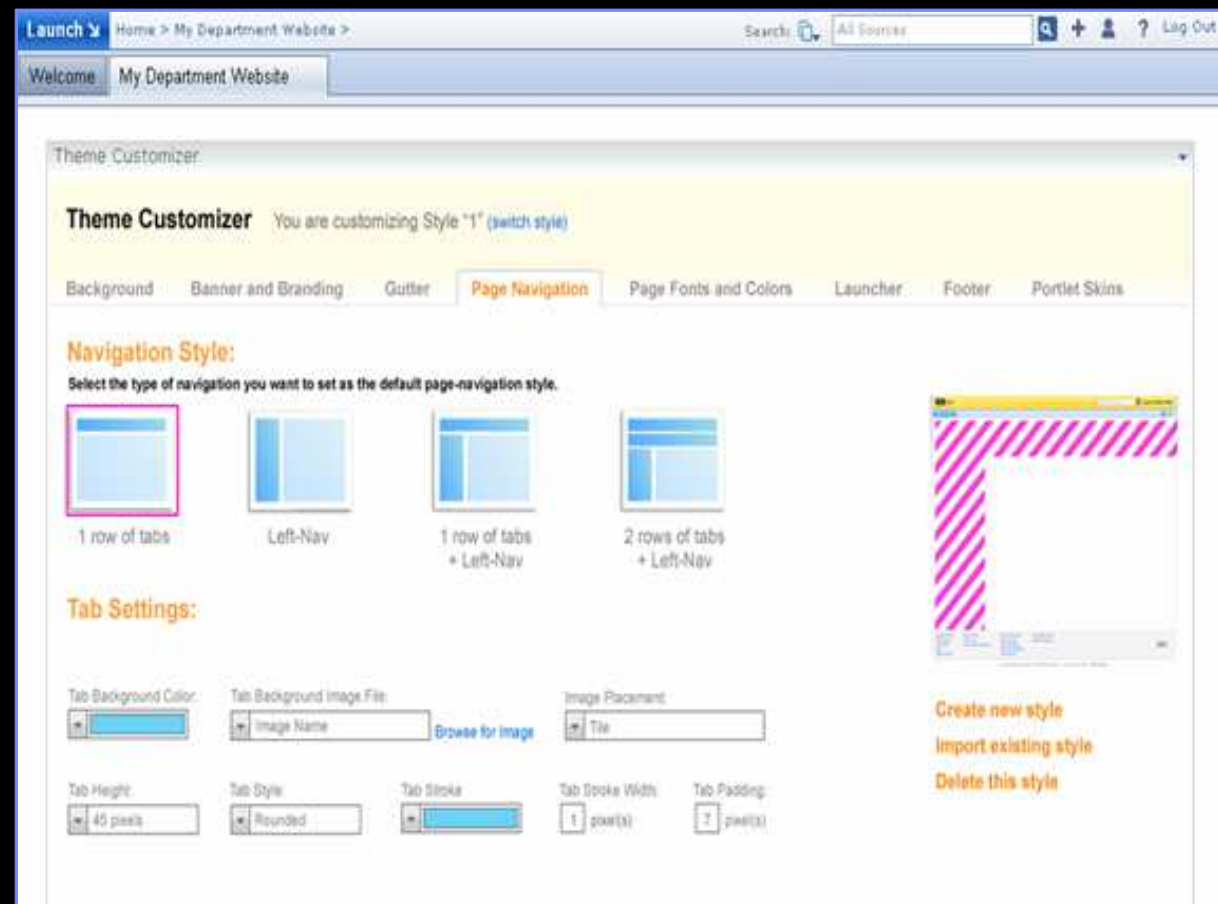 Launch Home > My Department Website > Search: All Sources ? Log Out
Welcome My Department Website
Theme Customizer
Theme Customizer You are customizing Style "1" (switch style)
Background Banner and Branding Gutter Page Navigation Page Fonts and Colors Launcher Footer Portlet Skins
Navigation Style:
Select the type of navigation you want to set as the default page-navigation style.
1 row of tabs Left-Nav 1 row of tabs 2 rows of tabs
+ Left-Nav + Left-Nav
Tab Settings:
Tab Background Color: Tab Background Image File: Image Placement:
Image Name Browse for Image Tile
Create new style
Import existing style
Delete this style
Tab Height: Tab Style: Tab Stroke Tab Stroke Width: Tab Padding:
45 pixels Rounded 1 pixel(s) 7 pixel(s)